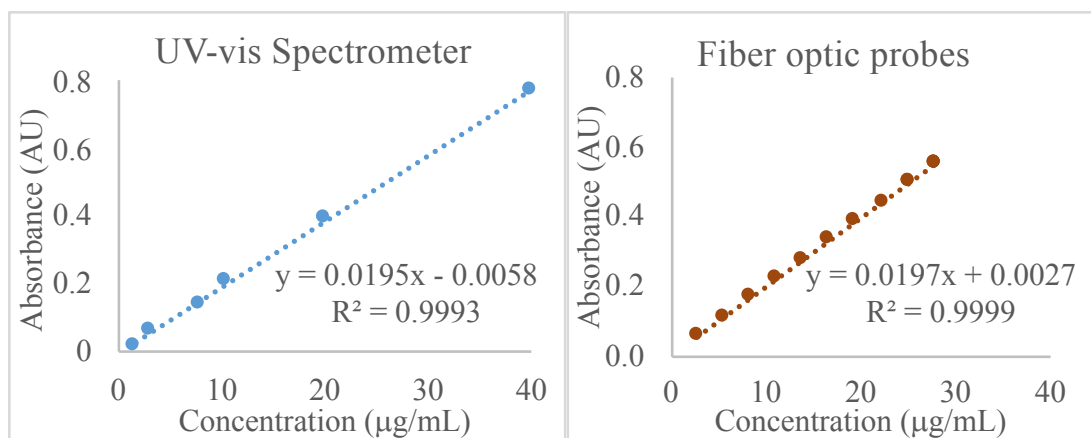 UV-vis Spectrometer
Absorbance (AU)
0.8
0.6
0.4
0.2
0
y = 0.0195x - 0.0058
R² = 0.9993
0 10 20 30 40
Concentration (µg/mL)
Fiber optic probes
Absorbance (AU)
0.8
0.6
0.4
0.2
0.0
y = 0.0197x + 0.0027
R² = 0.9999
0 10 20 30 40
Concentration (µg/mL)